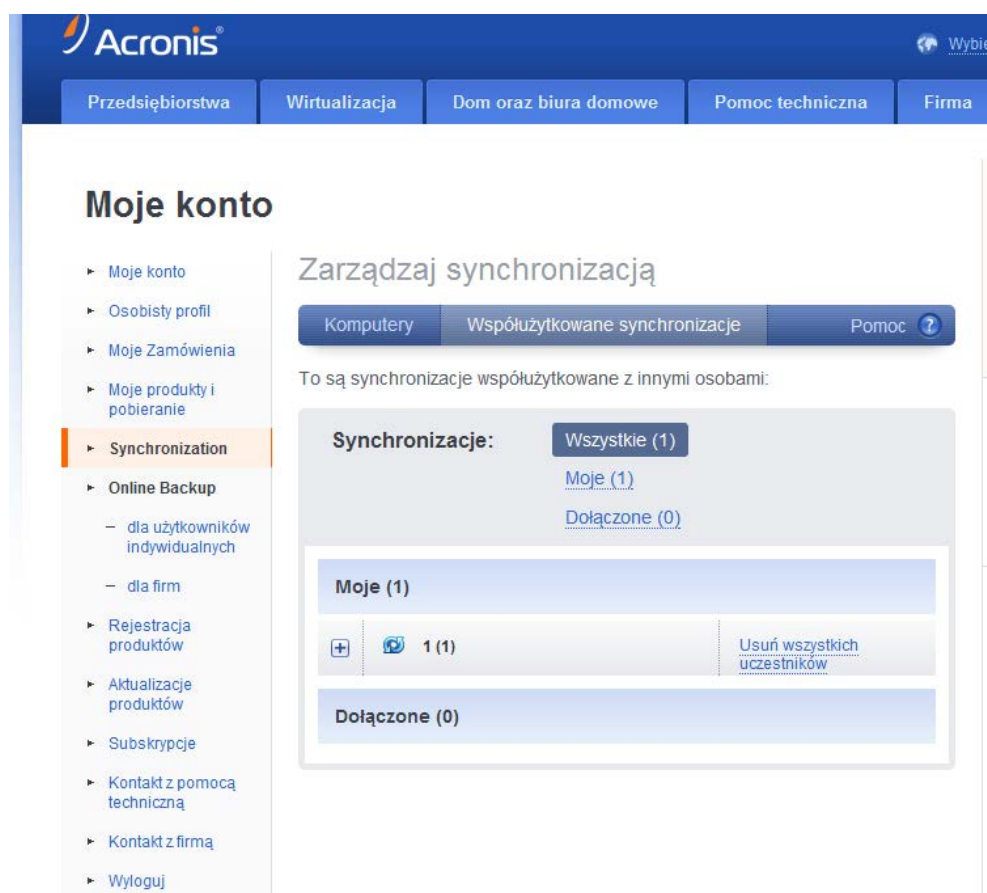 Acronis®
Przedsiębiorstwa
Wirtualizacja
Dom oraz biura domowe
Pomoc techniczna
Firma
Moje konto
Moje konto
Osobisty profil
Moje Zamówienia
Moje produkty i
pobieranie
Synchronization
Online Backup
– dla użytkowników
indywidualnych
– dla firm
Rejestracja
produktów
Aktualizacje
produktów
Subskrypcje
Kontakt z pomocą
techniczną
Kontakt z firmą
Wyloguj
Zarządzaj synchronizacją
Komputery
Współużytkowane synchronizacje
Pomoc ?
To są synchronizacje współużytkowane z innymi osobami:
Synchronizacje:
Wszystkie (1)
Moje (1)
Dołączone (0)
Moje (1)
1 (1)
Usuń wszystkich
uczestników
Dołączone (0)